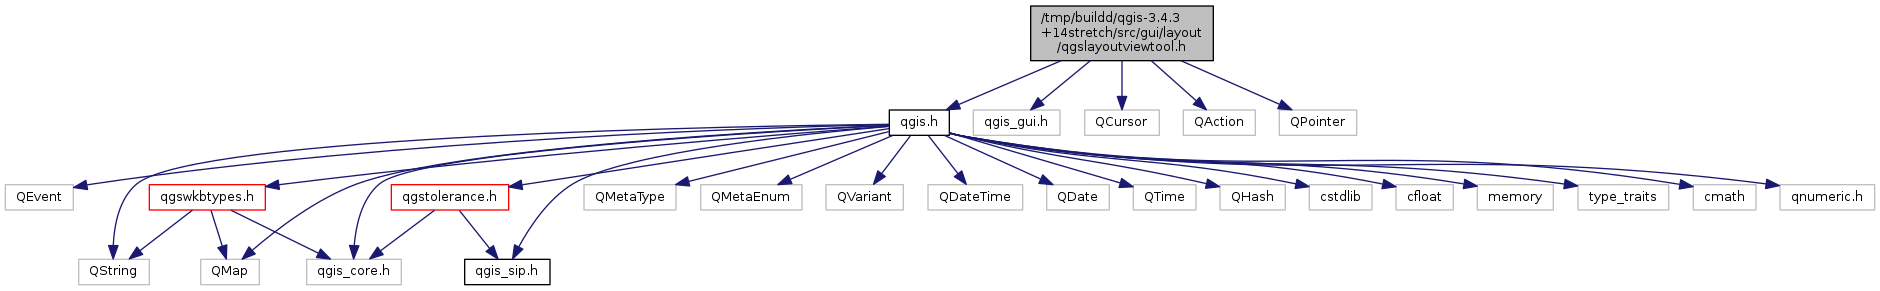 /tmp/buildd/qgis-3.4.3
+14stretch/src/gui/layout
/qgslayoutviewtool.h
qgis.h
qgis_gui.h
QCursor
QAction
QPointer
QEvent
qgswkbtypes.h
qgstolerance.h
QMetaType
QMetaEnum
QVariant
QDateTime
QDate
QTime
QHash
cstdlib
cfloat
memory
type_traits
cmath
qnumeric.h
QString
QMap
qgis_core.h
qgis_sip.h